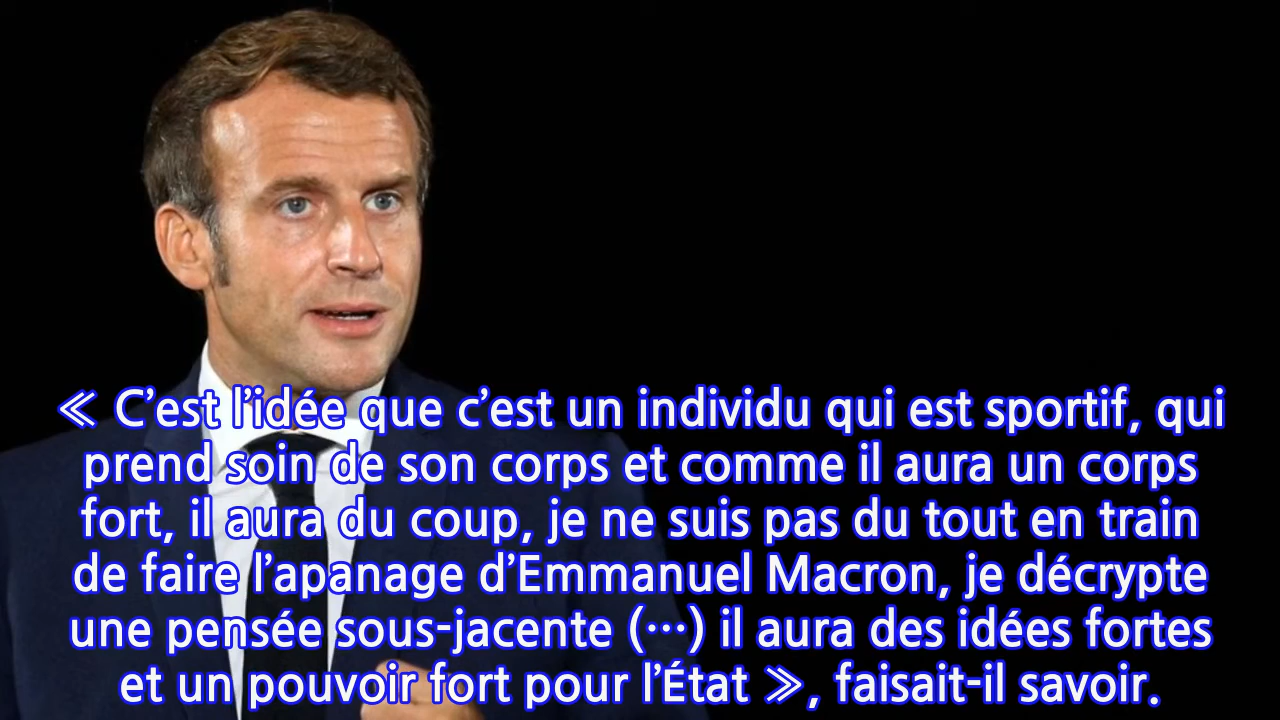 ≪ C’est l’idée que c’est un individu qui est sportif, qui
prend soin de son corps et comme il aura un corps
fort, il aura du coup, je ne suis pas du tout en train
de faire l’apanage d’Emmanuel Macron, je décrypte
une pensée sous-jacente (…) il aura des idées fortes
et un pouvoir fort pour l’État ≫, faisait-il savoir.